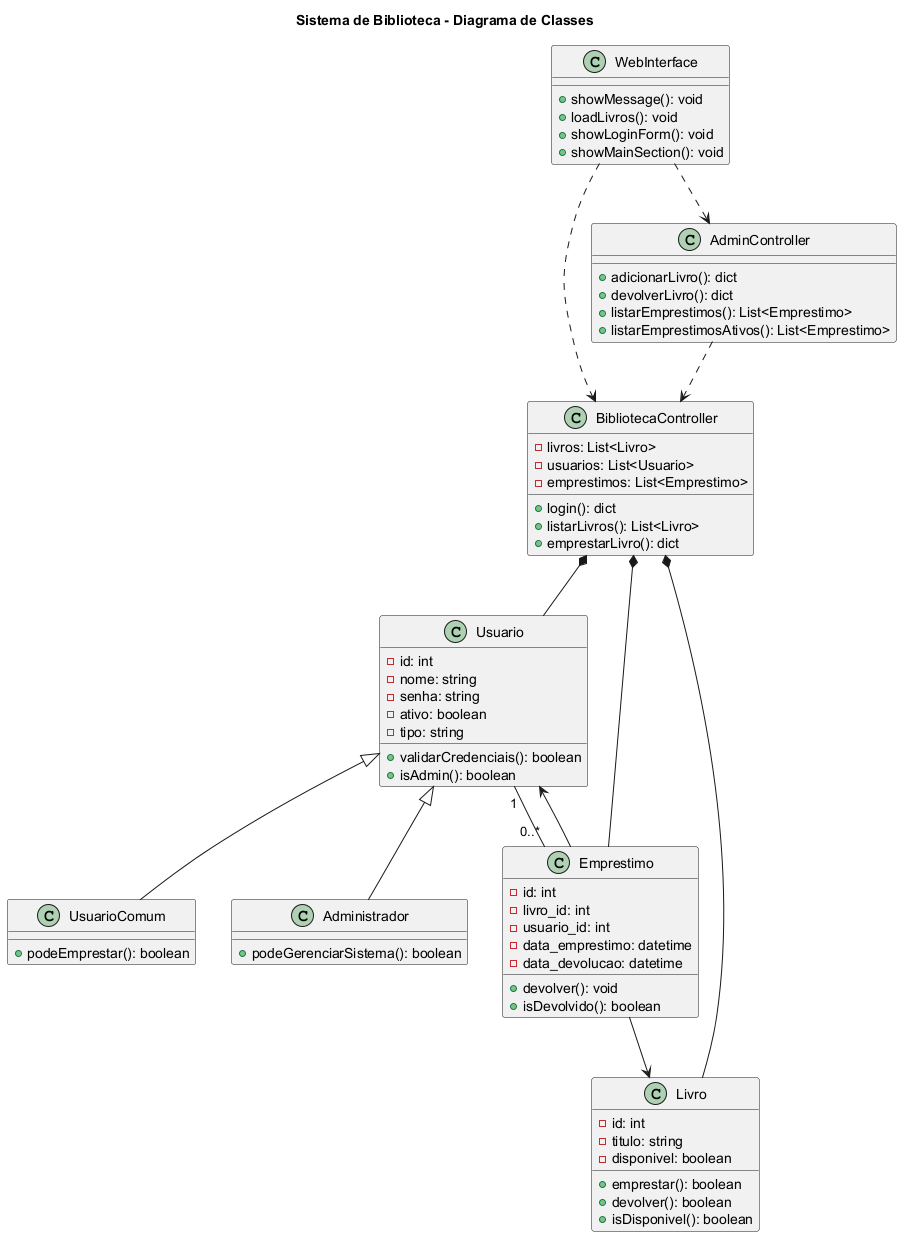 Sistema de Biblioteca - Diagrama de Classes
C WebInterface
showMessage(): void
loadLivros(): void
showLoginForm(): void
showMainSection(): void
C AdminController
adicionarLivro(): dict
devolverLivro(): dict
listarEmprestimos(): List<Emprestimo>
listarEmprestimosAtivos(): List<Emprestimo>
C BibliotecaController
livros: List<Livro>
usuarios: List<Usuario>
emprestimos: List<Emprestimo>
login(): dict
listarLivros(): List<Livro>
emprestarLivro(): dict
C Usuario
id: int
nome: string
senha: string
ativo: boolean
tipo: string
validarCredenciais(): boolean
isAdmin(): boolean
1
0..*
C UsuarioComum
podeEmprestar(): boolean
C Administrador
podeGerenciarSistema(): boolean
C Emprestimo
id: int
livro_id: int
usuario_id: int
data_emprestimo: datetime
data_devolucao: datetime
devolver(): void
isDevolvido(): boolean
C Livro
id: int
titulo: string
disponivel: boolean
emprestar(): boolean
devolver(): boolean
isDisponivel(): boolean